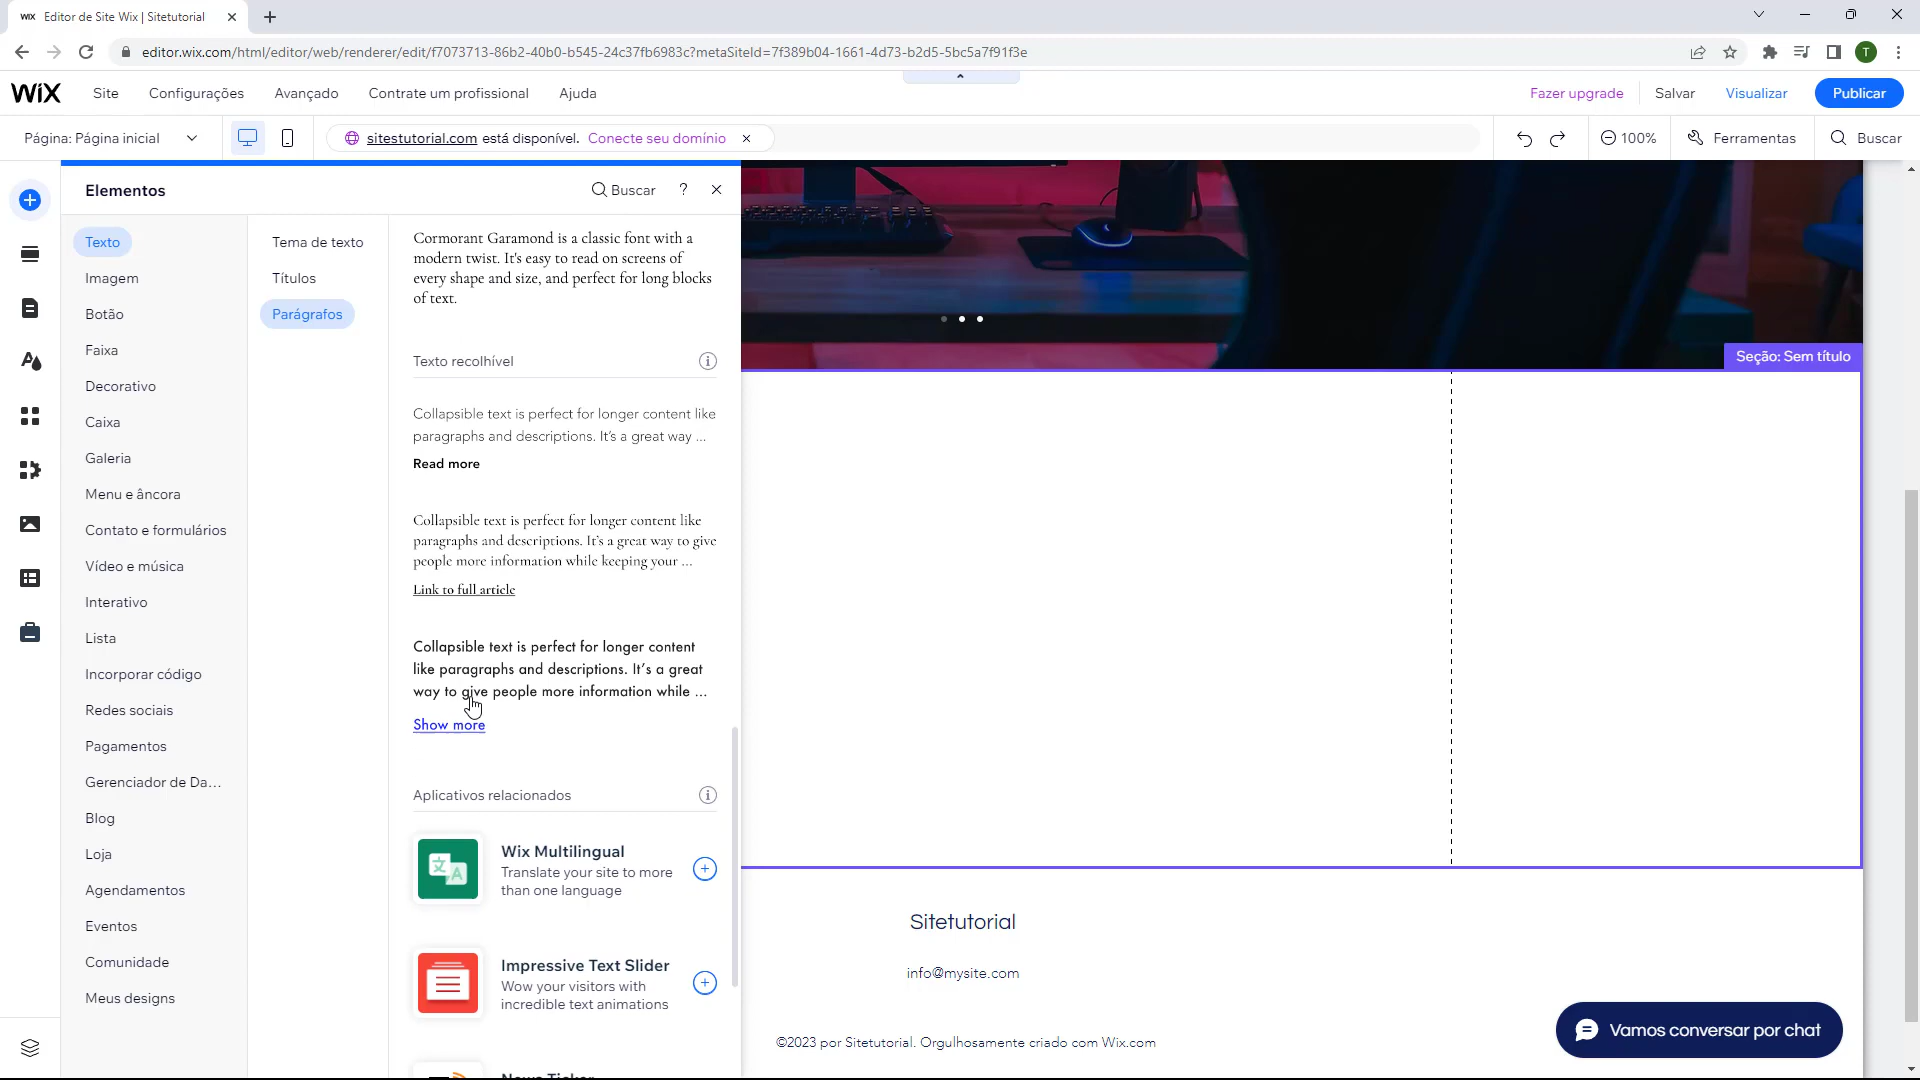 WiX Editor de Site Wix | Sitetutorial
editor.wix.com/html/editor/web/renderer/edit/f7073713-86b2-40b0-b545-24c37fb6983c?metaSiteId=7f389b04-1661-4d73-b2d5-5bc5a7f91f3e
T
WiX Site Configurações Avançado Contrate um profissional Ajuda
Fazer upgrade Salvar Visualizar Publicar
Página: Página inicial
sitestutorial.com está disponível. Conecte seu domínio
100% Ferramentas Buscar
Elementos
Buscar ?
Texto
Imagem
Botão
Faixa
Decorativo
Caixa
Galeria
Menu e âncora
Contato e formulários
Vídeo e música
Interativo
Lista
Incorporar código
Redes sociais
Pagamentos
Gerenciador de Da...
Blog
Loja
Agendamentos
Eventos
Comunidade
Meus designs
Tema de texto
Títulos
Parágrafos
Cormorant Garamond is a classic font with a
modern twist. It's easy to read on screens of
every shape and size, and perfect for long blocks
of text.
Texto recolhível
Collapsible text is perfect for longer content like
paragraphs and descriptions. It's a great way ...
Read more
Collapsible text is perfect for longer content like
paragraphs and descriptions. It's a great way to give
people more information while keeping your ...
Link to full article
Collapsible text is perfect for longer content
like paragraphs and descriptions. It's a great
way to give people more information while ...
Show more
Aplicativos relacionados
Wix Multilingual
Translate your site to more
than one language
Impressive Text Slider
Wow your visitors with
incredible text animations
Seção: Sem título
Sitetutorial
info@mysite.com
©2023 por Sitetutorial. Orgulhosamente criado com Wix.com
Vamos conversar por chat